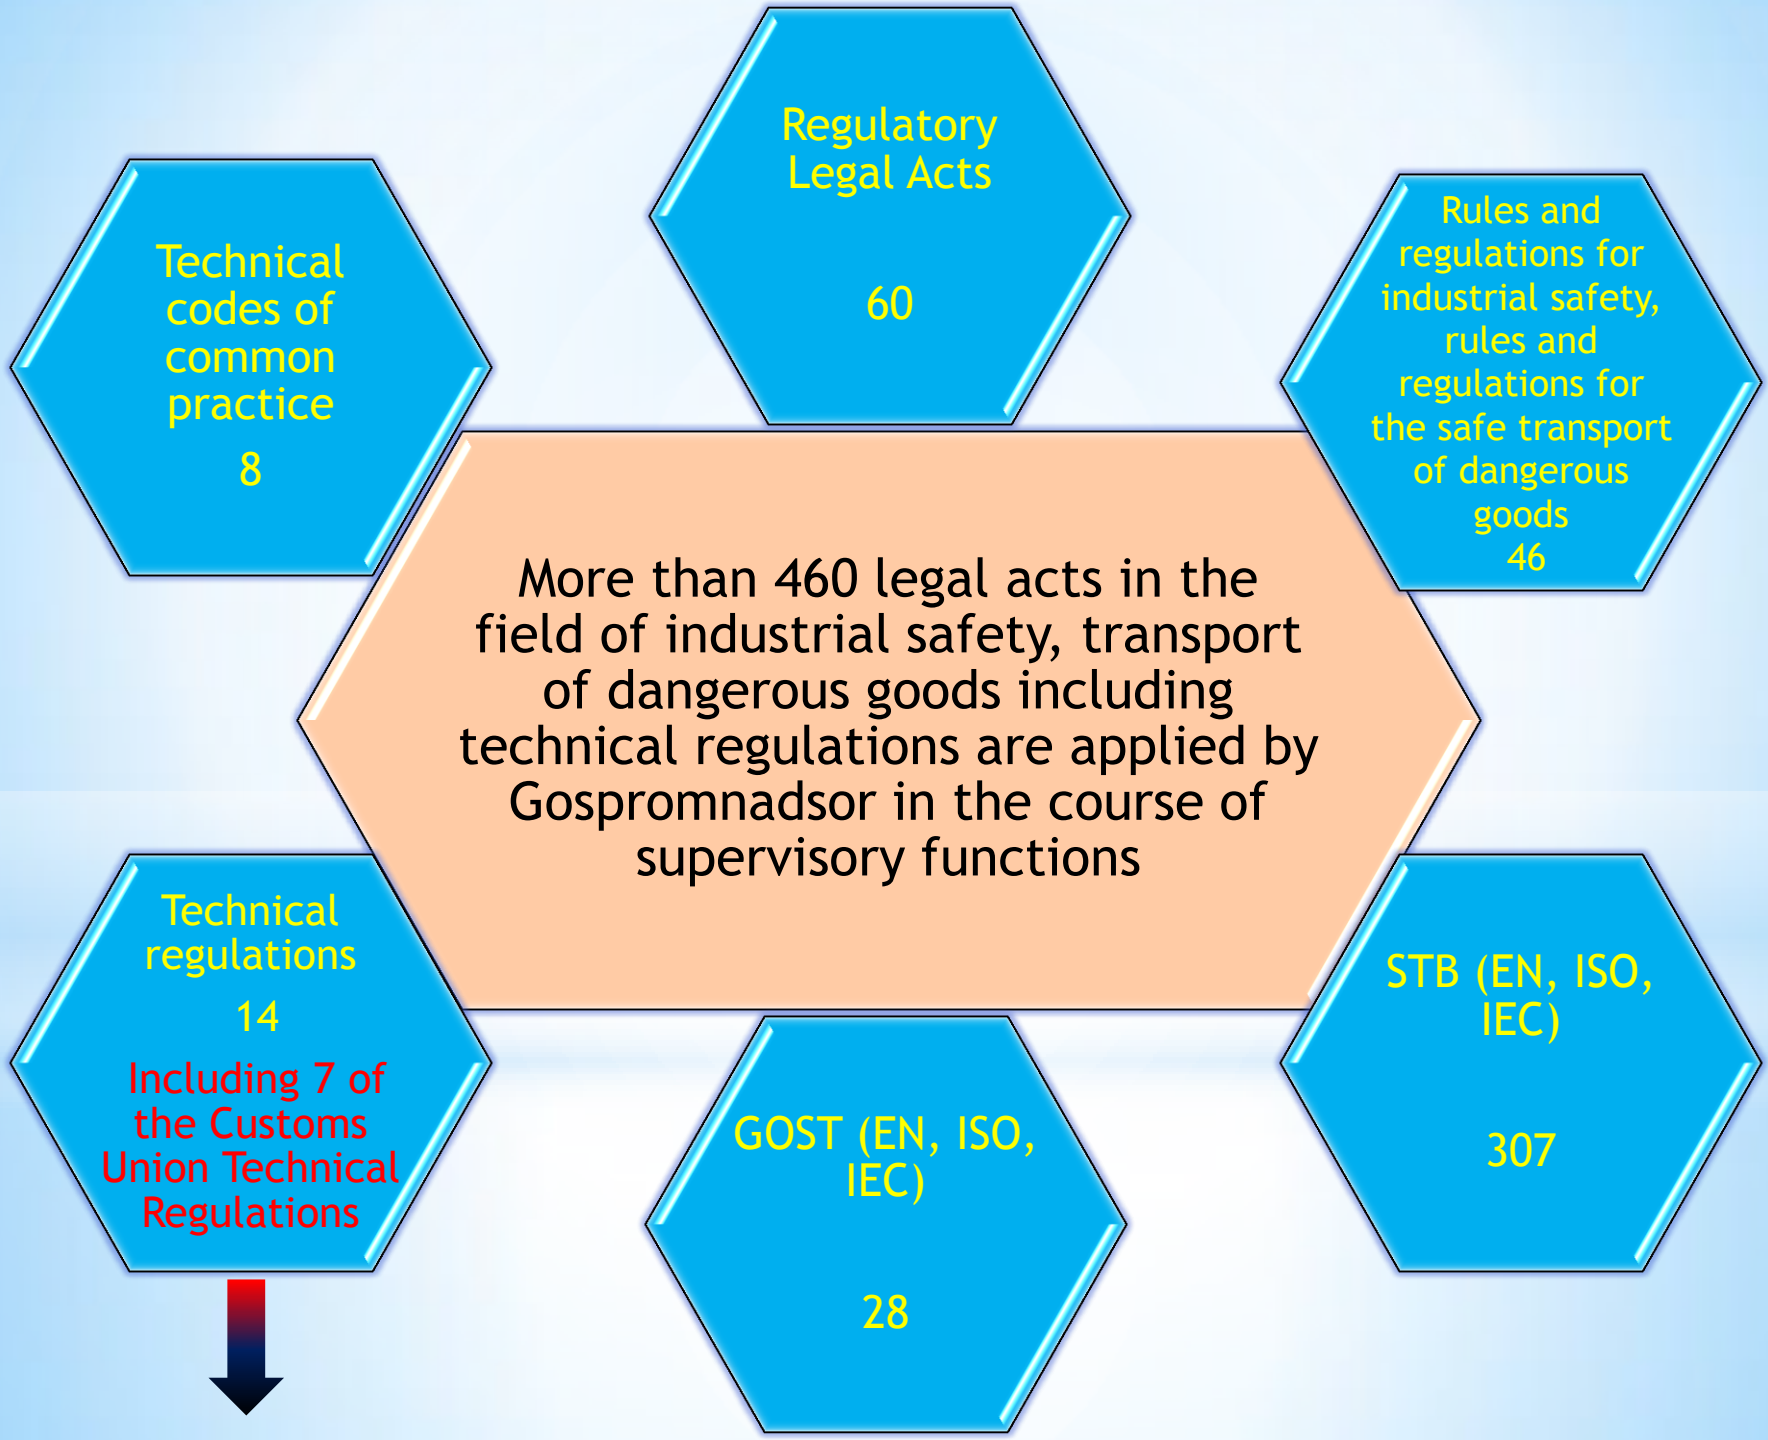 Regulatory
Legal Acts
60
Technical
codes of
common
practice
8
Rules and
regulations for
industrial safety,
rules and
regulations for
the safe transport
of dangerous
goods
46
More than 460 legal acts in the
field of industrial safety, transport
of dangerous goods including
technical regulations are applied by
Gospromnadsor in the course of
supervisory functions
Technical
regulations
14
Including 7 of
the Customs
Union Technical
Regulations
GOST (EN, ISO,
IEC)
28
STB (EN, ISO,
IEC)
307